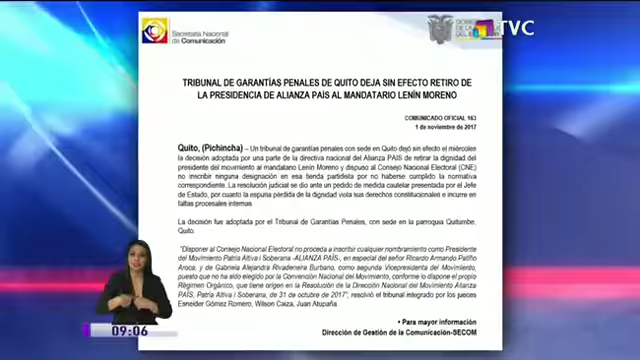 Secretaría Nacional
de Comunicación
TVC
TRIBUNAL DE GARANTÍAS PENALES DE QUITO DEJA SIN EFECTO RETIRO DE
LA PRESIDENCIA DE ALIANZA PAÍS AL MANDATARIO LENÍN MORENO
COMUNICADO OFICIAL 163
1 de noviembre de 2017
Quito, (Pichincha) – Un tribunal de garantías penales con sede en Quito dejó sin efecto el miércoles
la decisión adoptada por una parte de la directiva nacional del Alianza PAIS de retirar la dignidad del
presidente del movimiento al mandatario Lenín Moreno y dispuso al Consejo Nacional Electoral (CNE)
no inscribir ninguna designación en esa tienda partidista por no haberse cumplido la normativa
correspondiente. La resolución judicial se dio ante un pedido de medida cautelar presentada por el Jefe
de Estado, por cuanto la espuria pérdida de la dignidad viola sus derechos constitucionales e incurre en
faltas procesales internas
La decisión fue adoptada por el Tribunal de Garantías Penales, con sede en la parroquia Quitumbe,
Quito.
"Disponer al Consejo Nacional Electoral no proceda a inscribir cualquier nombramiento como Presidente
del Movimiento Patria Altiva i Soberana -ALIANZA PAÍS-, en especial del señor Ricardo Armando Patiño
Aroca; y de Gabriela Alejandra Rivadeneira Burbano, como segunda Vicepresidenta del Movimiento,
puesto que no ha sido elegido por la Convención Nacional del Movimiento, conforme lo dispone el propio
Régimen Orgánico, que tiene origen en la Resolución de la Dirección Nacional del Movimiento Alianza
PAIS, Patria Altiva i Soberana, de 31 de octubre de 2017"; resolvió el tribunal integrado por los jueces
Esneider Gómez Romero, Wilson Caiza, Juan Atupaña.
• Para mayor información
Dirección de Gestión de la Comunicación-SECOM
09:06